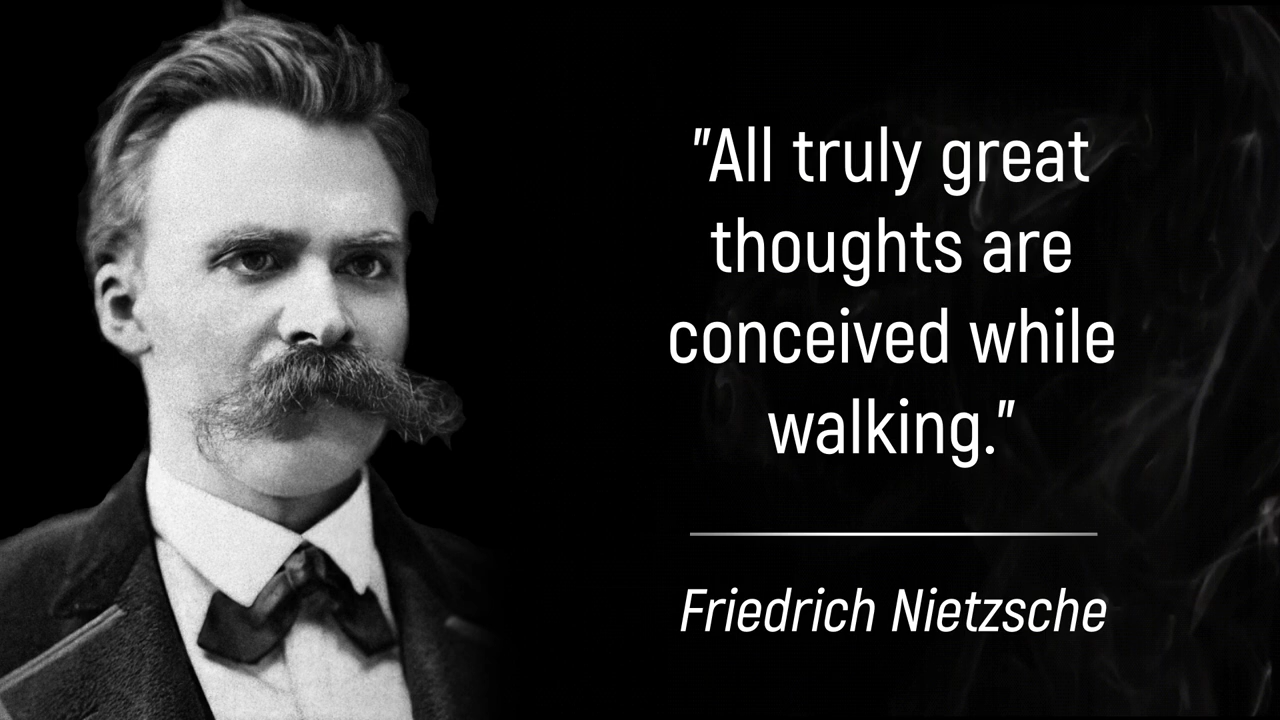 "All truly great
thoughts are
conceived while
walking."
Friedrich Nietzsche